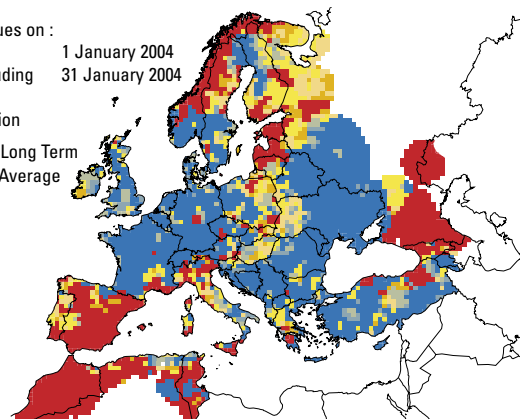 ues on :
1 January 2004
ding 31 January 2004
ion
Long Term
Average